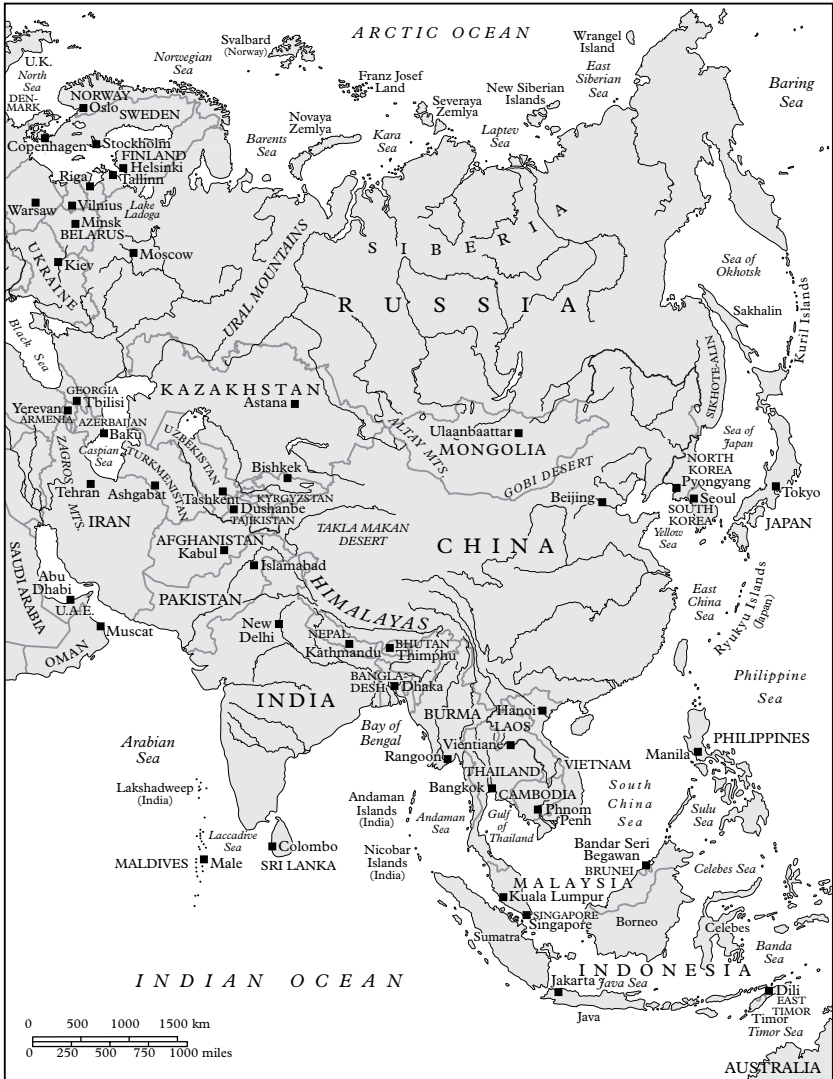 ARCTIC OCEAN
Svalbard
(Norway)
Wrangel
Island
U.K.
North
Sea
Norwegian
Sea
Franz Josef
Land
East
Siberian
Sea
Baring
Sea
DEN-
MARK
NORWAY
Oslo
SWEDEN
Novaya
Zemlya
Severaya
Zemlya
New Siberian
Islands
Barents
Sea
Kara
Sea
Laptev
Sea
Copenhagen
Stockholm
FINLAND
Helsinki
Tallinn
Riga
Warsaw
Vilnius
Lake
Ladoga
Minsk
BELARUS
UKRAINE
Kiev
Moscow
URAL MOUNTAINS
SIBERIA
RUSSIA
Sea of
Okhotsk
Sakhalin
Kuril Islands
Black Sea
SIKHOTE-ALIN
GEORGIA
Tbilisi
Yerevan
ARMENIA
AZERBAIJAN
Baku
Caspian
Sea
KAZAKHSTAN
Astana
ALTAY MTS.
Ulaanbaattar
MONGOLIA
GOBI DESERT
Sea of
Japan
ZAGROS
MTS.
UZBEKISTAN
TURKMENISTAN
Bishkek
KYRGYZSTAN
Tehran
Ashgabat
Tashkent
Dushanbe
TAJIKISTAN
Beijing
NORTH
KOREA
Pyongyang
Seoul
SOUTH
KOREA
Tokyo
JAPAN
IRAN
TAKLA MAKAN
DESERT
CHINA
Yellow
Sea
AFGHANISTAN
Kabul
Islamabad
HIMALAYAS
SAUDI ARABIA
Abu
Dhabi
U.A.E.
PAKISTAN
East
China
Sea
Ryukyu Islands
(Japan)
OMAN
Muscat
New
Delhi
NEPAL
Kathmandu
BHUTAN
Thimphu
BANGLA-
DESH
Dhaka
Philippine
Sea
INDIA
BURMA
Hanoi
LAOS
Arabian
Sea
Bay of
Bengal
Rangoon
Vientiane
VIETNAM
Manila
PHILIPPINES
THAILAND
Bangkok
CAMBODIA
Phnom
Penh
South
China
Sea
Sulu
Sea
Lakshadweep
(India)
Andaman
Islands
(India)
Andaman
Sea
Gulf
of
Thailand
Laccadive
Sea
Colombo
SRI LANKA
MALDIVES
Male
Nicobar
Islands
(India)
Bandar Seri
Begawan
BRUNEI
Celebes Sea
MALAYSIA
Kuala Lumpur
SINGAPORE
Singapore
Sumatra
Borneo
Celebes
Banda
Sea
INDIAN OCEAN
INDONESIA
Jakarta
Java Sea
Java
Dili
EAST
TIMOR
Timor
Timor Sea
AUSTRALIA
0 500 1000 1500 km
0 250 500 750 1000 miles